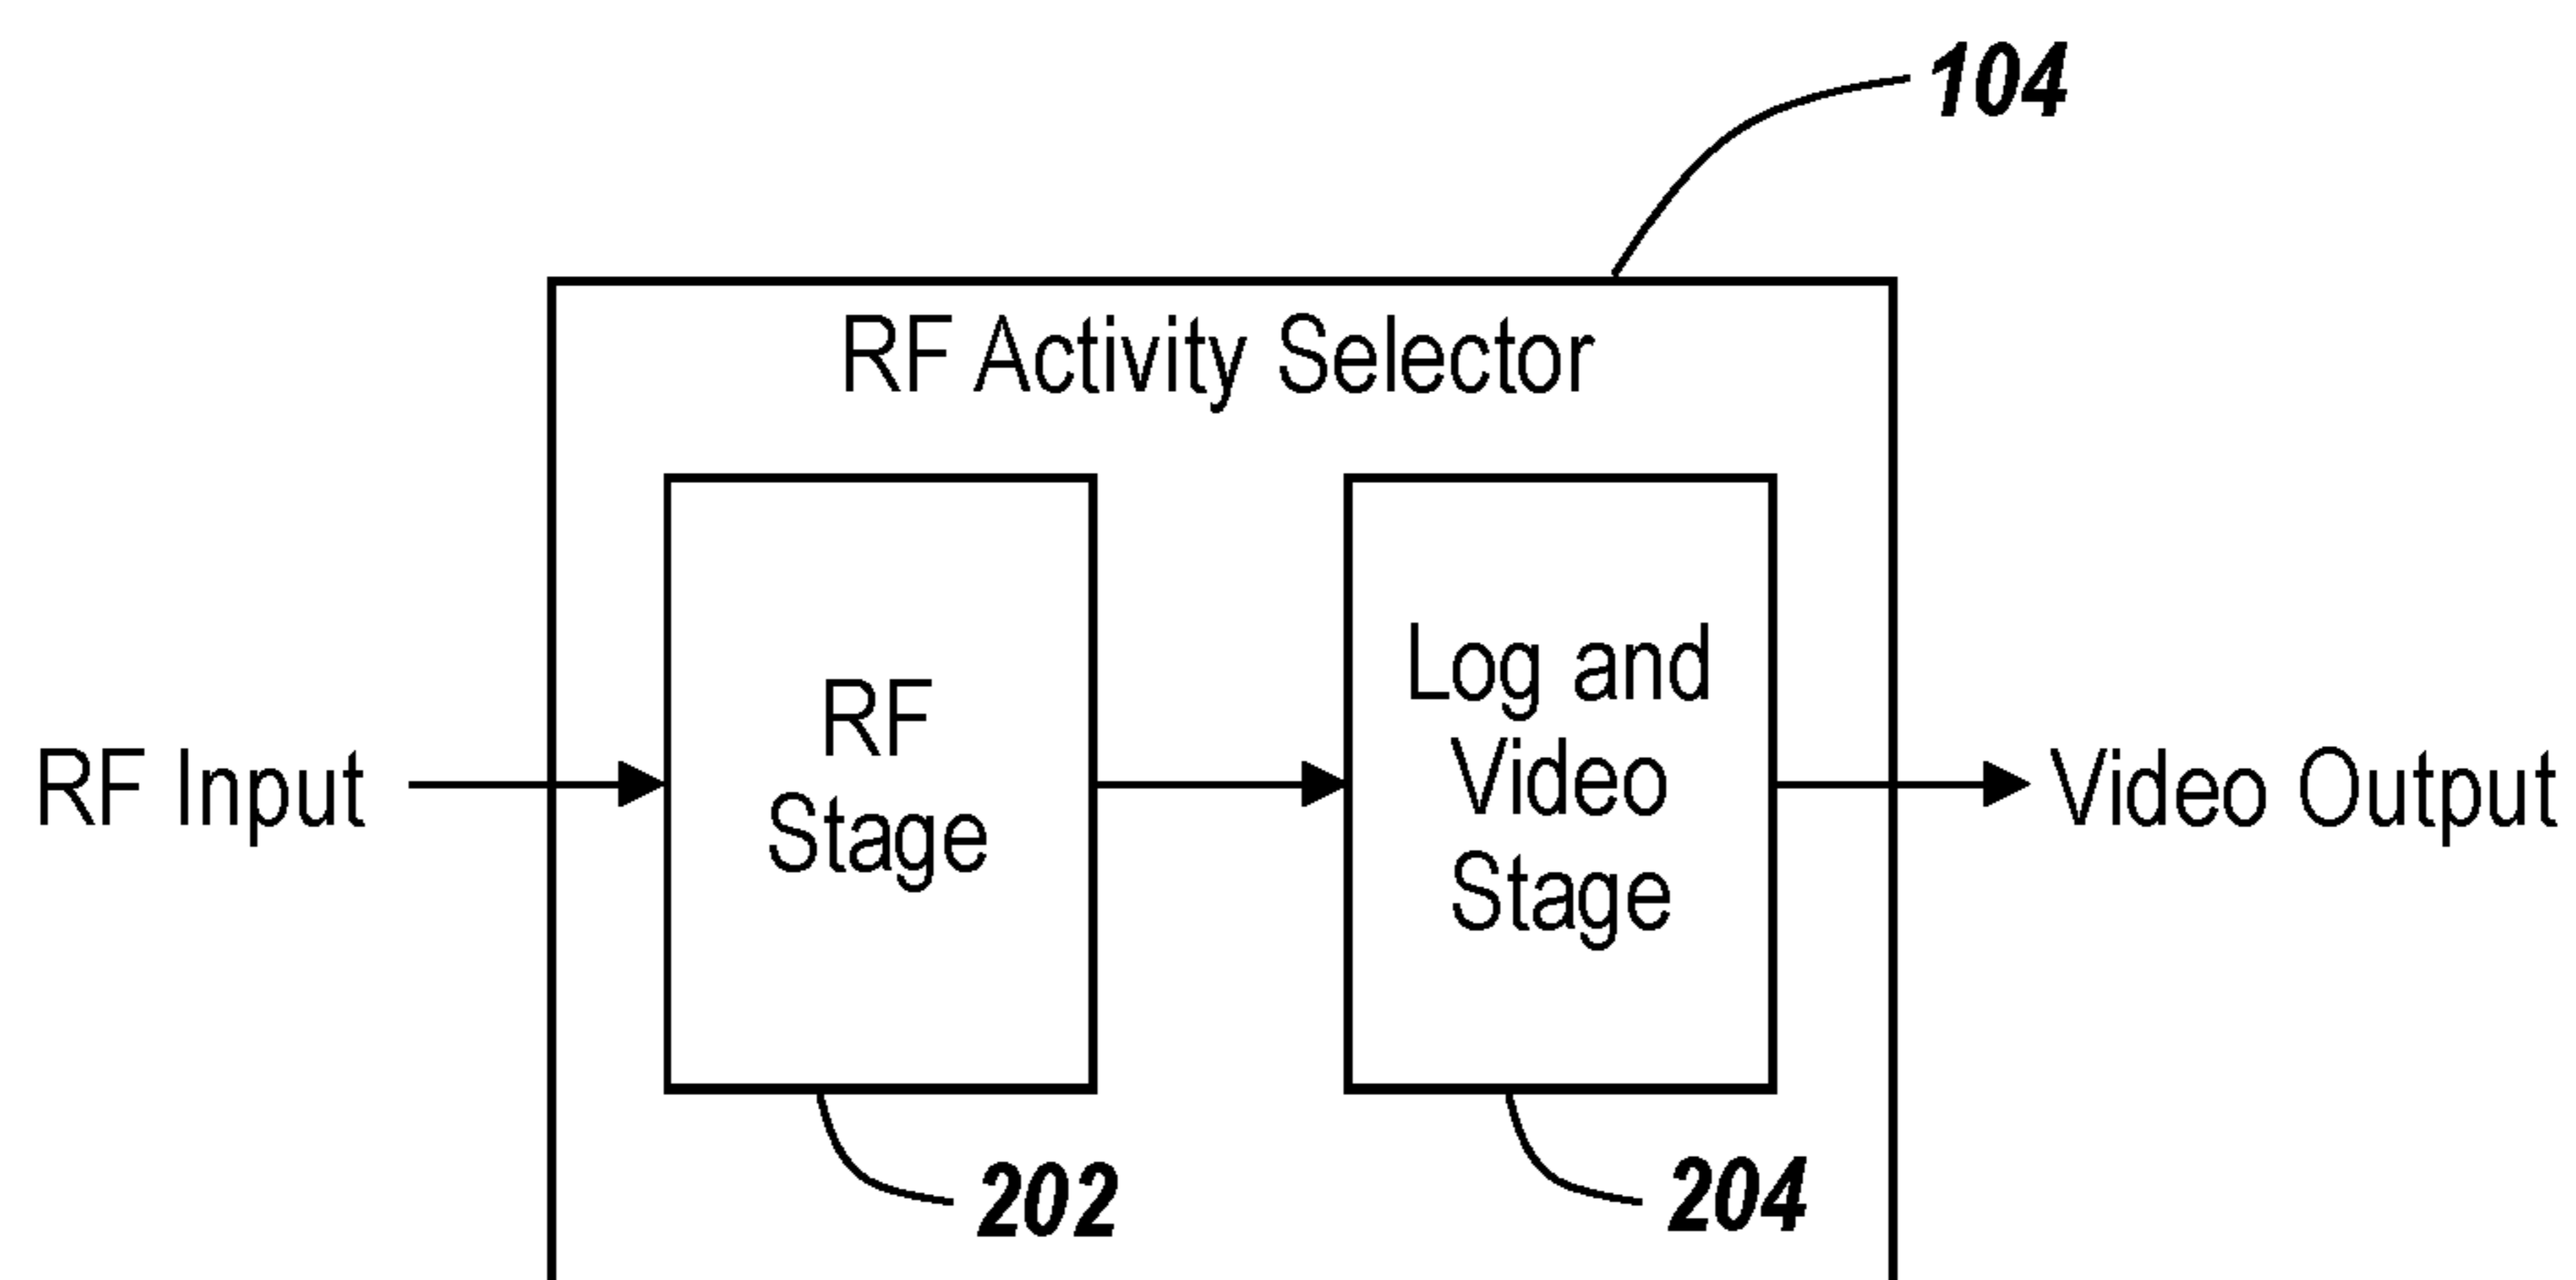 104
RF Activity Selector
RF Input
RF
Stage
Log and
Video
Stage
Video Output
202
204